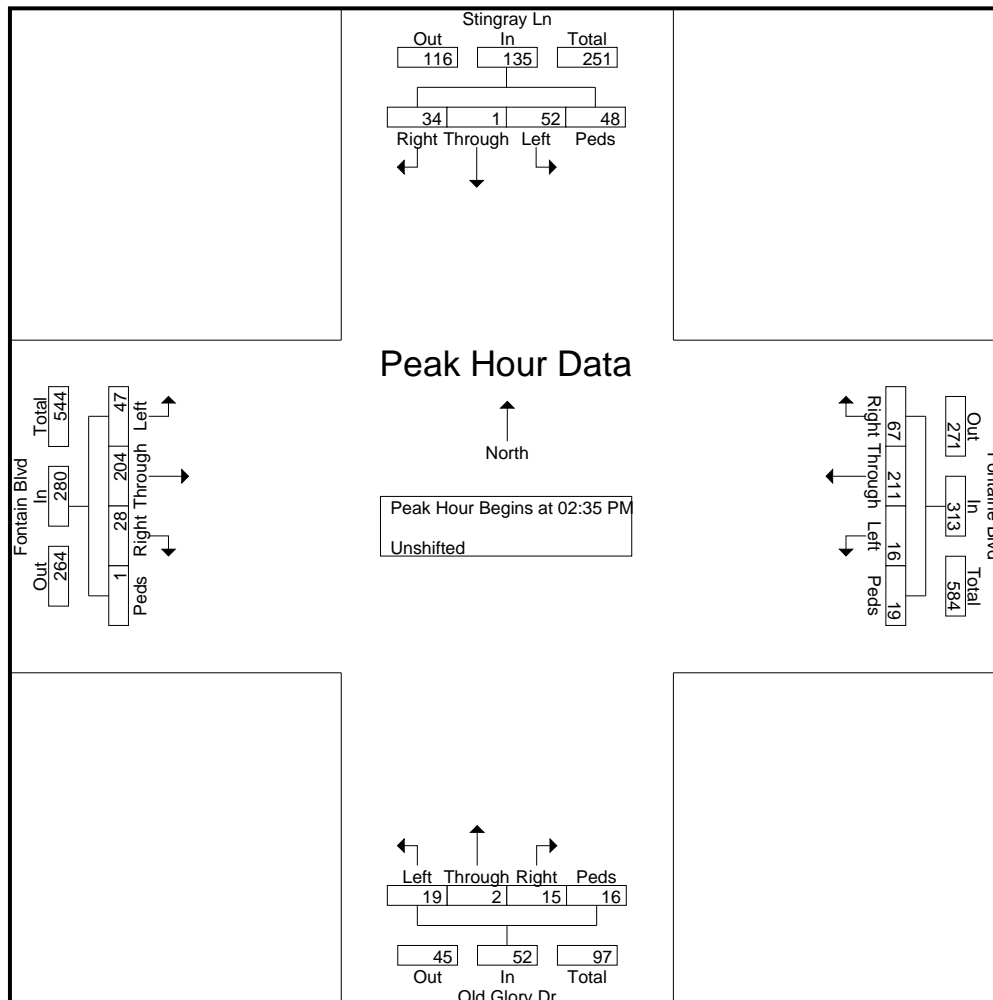 Stingray Ln
Out In Total
116 135 251
34 1 52 48
Right Through Left Peds
Peak Hour Data
North
Peak Hour Begins at 02:35 PM
Unshifted
Fontain Blvd
Out In Total
264 280 544
1 28 204 47
Peds Right Through Left
Fontaine Blvd
Out In Total
271 313 584
67 211 16 19
Right Through Left Peds
Left Through Right Peds
19 2 15 16
45 52 97
Out In Total
Old Glory Dr